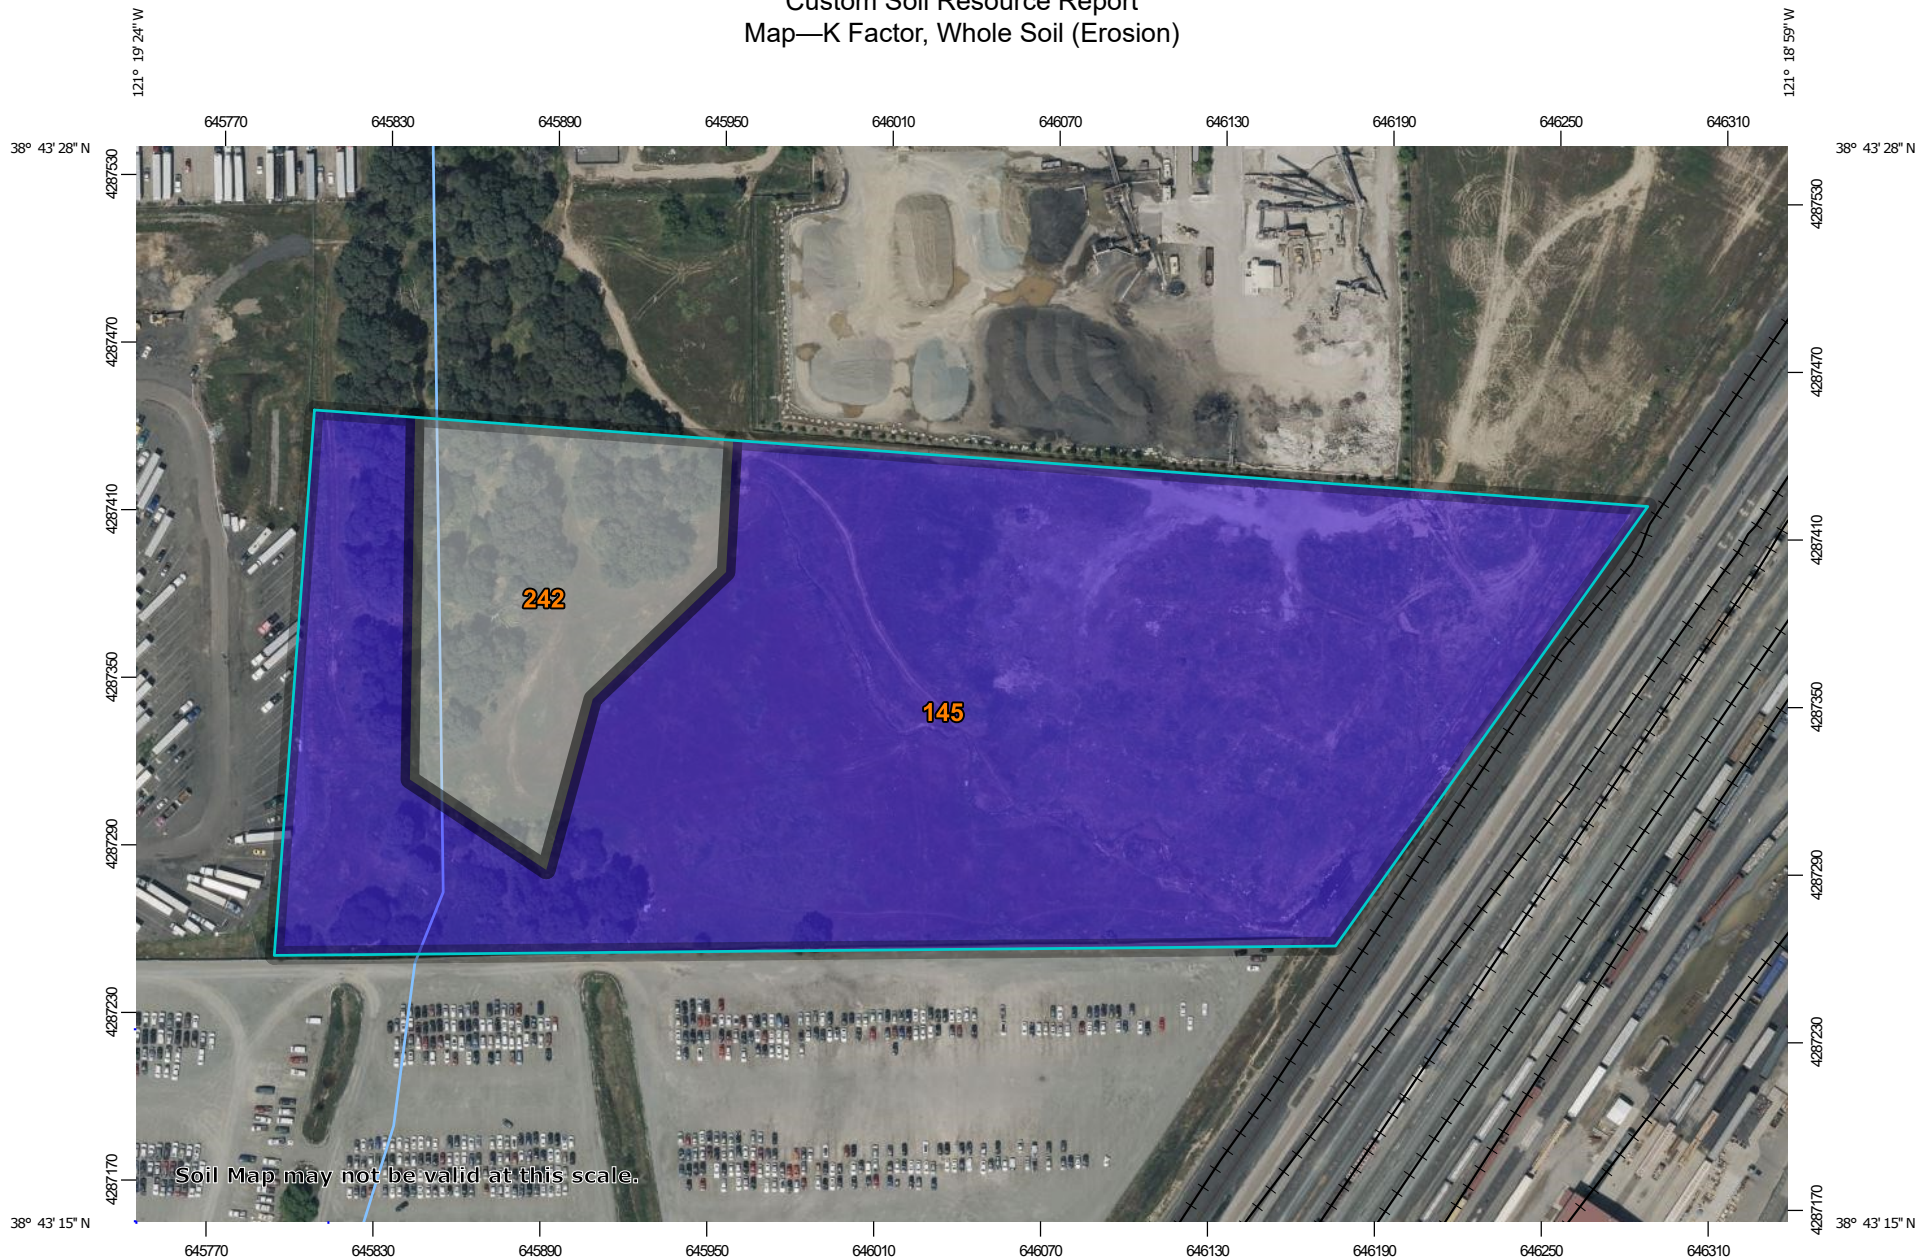 Custom Soil Resource Report
Map—K Factor, Whole Soil (Erosion)
121° 19' 24" W
121° 18' 59" W
645770 645830 645890 645950 646010 646070 646130 646190 646250 646310
38° 43' 28" N
38° 43' 28" N
4287530
4287530
4287470
4287470
4287410
4287410
242
4287350
4287350
145
4287290
4287290
4287230
4287230
Soil Map may not be valid at this scale.
4287170
4287170
38° 43' 15" N
38° 43' 15" N
645770 645830 645890 645950 646010 646070 646130 646190 646250 646310